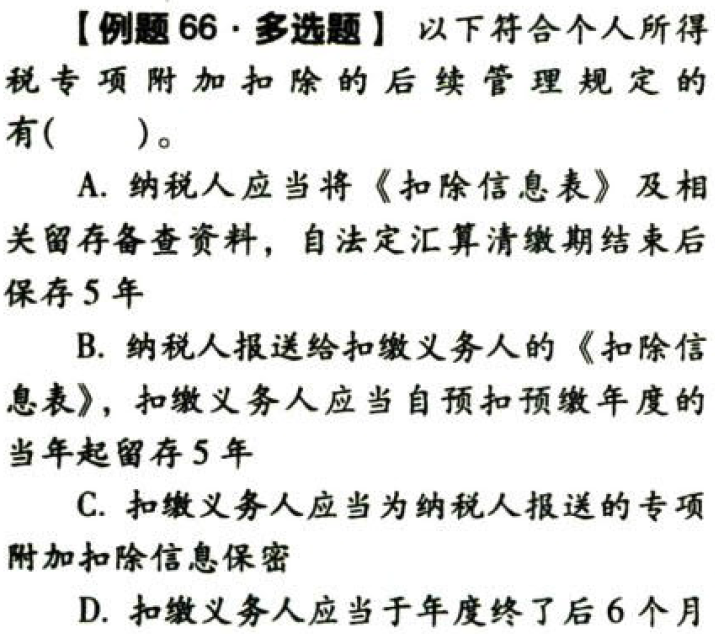 【例题 66·多选题】 以下符合个人所得
税专项附加扣除的后续管理规定的
有(  )。
A. 纳税人应当将《扣除信息表》及相
关留存备查资料，自法定汇算清缴期结束后
保存 5 年
B. 纳税人报送给扣缴义务人的《扣除信
息表》，扣缴义务人应当自预扣预缴年度的
当年起留存 5 年
C. 扣缴义务人应当为纳税人报送的专项
附加扣除信息保密
D. 扣缴义务人应当于年度终了后 6 个月